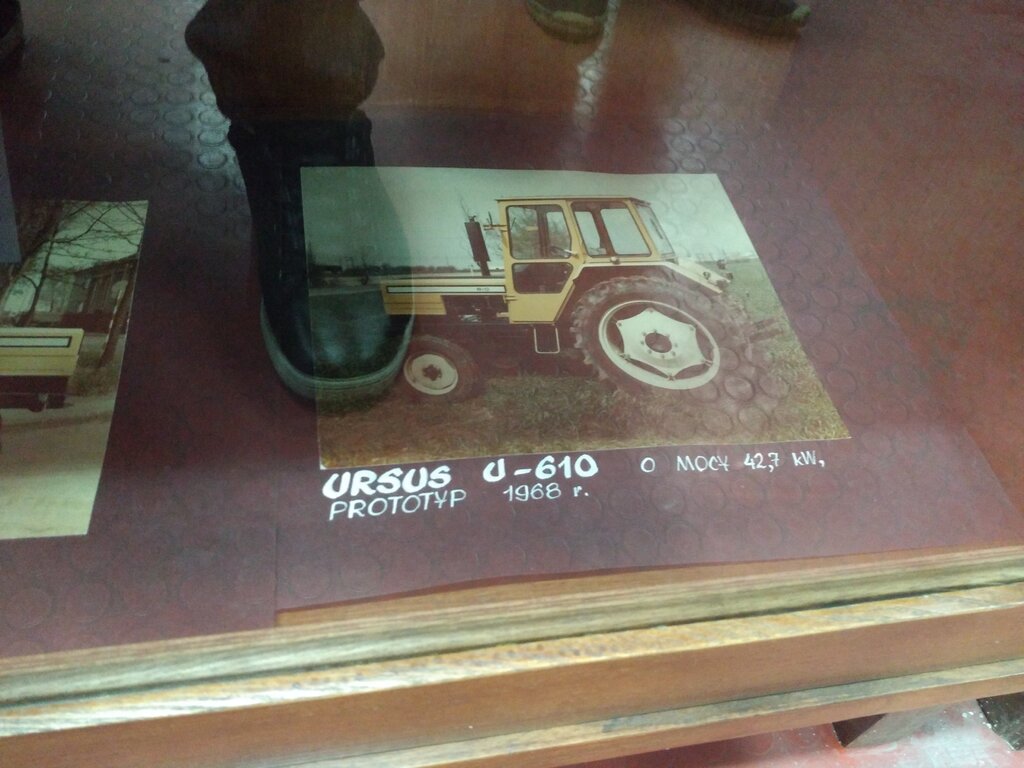 URSUS U-610 O MOCY 42,7 kW,
PROTOTYP 1968 r.